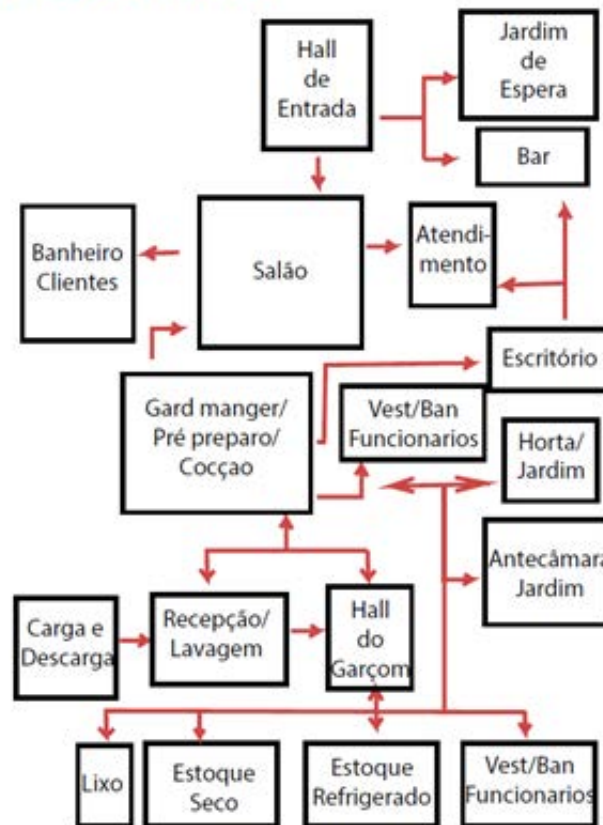 Hall
de
Entrada
Jardim
de
Espera
Bar
Banheiro
Clientes
Salão
Atendi-
mento
Escritório
Gard manger/
Pré preparo/
Cocçao
Vest/Ban
Funcionarios
Horta/
Jardim
Antecâmara
Jardim
Carga e
Descarga
Recepção/
Lavagem
Hall
do
Garçom
Lixo
Estoque
Seco
Estoque
Refrigerado
Vest/Ban
Funcionarios